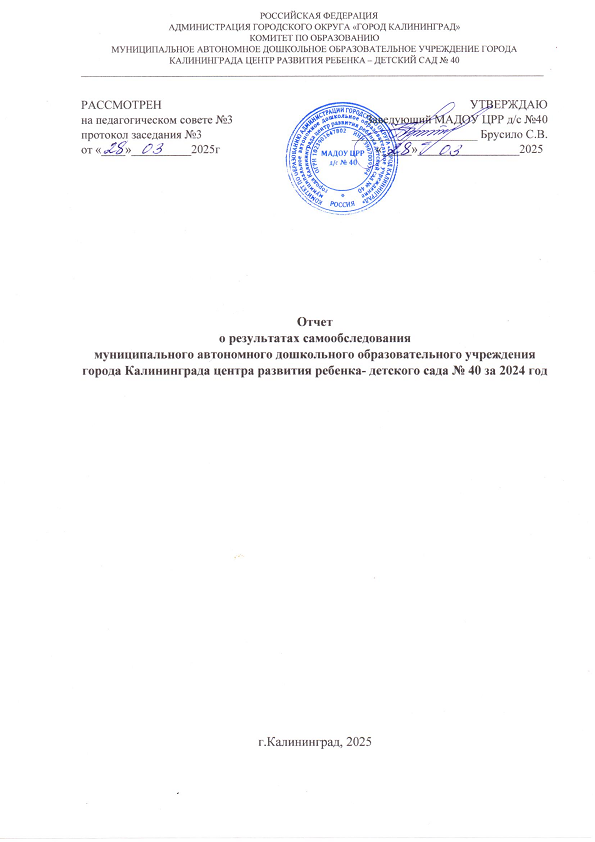 РОССИЙСКАЯ ФЕДЕРАЦИЯ
АДМИНИСТРАЦИЯ ГОРОДСКОГО ОКРУГА «ГОРОД КАЛИНИНГРАД»
КОМИТЕТ ПО ОБРАЗОВАНИЮ
МУНИЦИПАЛЬНОЕ АВТОНОМНОЕ ДОШКОЛЬНОЕ ОБРАЗОВАТЕЛЬНОЕ УЧРЕЖДЕНИЕ ГОРОДА
КАЛИНИНГРАДА ЦЕНТР РАЗВИТИЯ РЕБЕНКА – ДЕТСКИЙ САД № 40
РАССМОТРЕН
на педагогическом совете №3
протокол заседания №3
от «28»  03  2025г
УТВЕРЖДАЮ
Заведующий МАДОУ ЦРР д/с №40
Брусило С.В.
28» 03 2025
МАДОУ ЦРР
д/с № 40
РОССИЯ
Отчет
о результатах самообследования
муниципального автономного дошкольного образовательного учреждения
города Калининграда центра развития ребенка- детского сада № 40 за 2024 год
г.Калининград, 2025